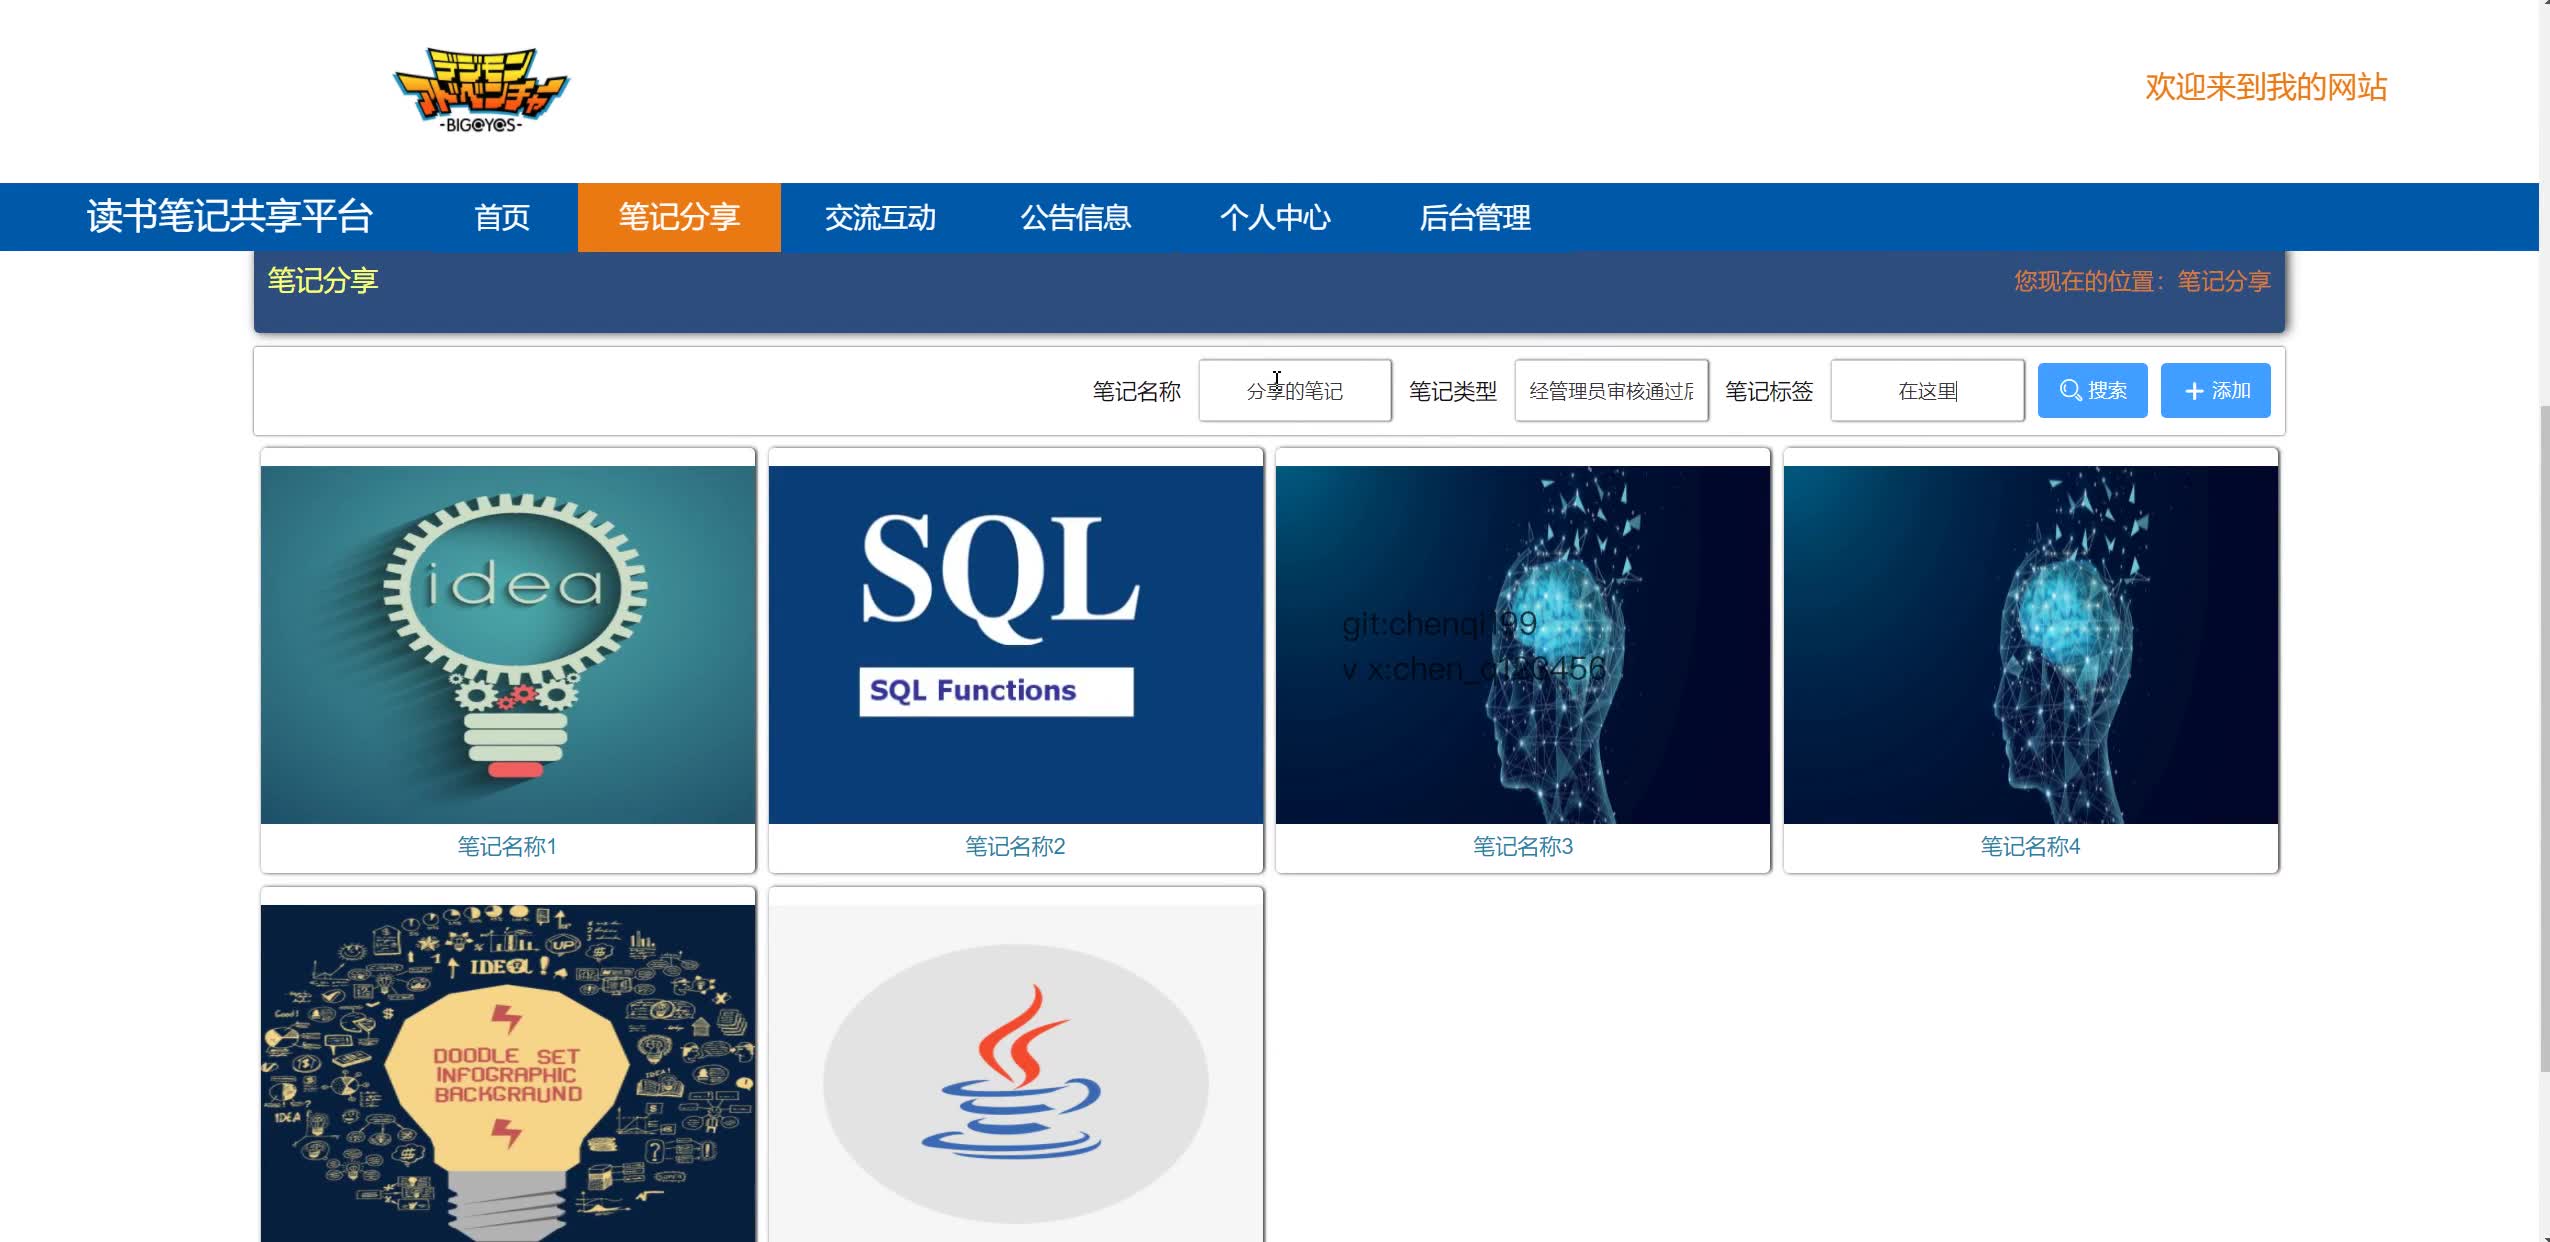 デジモン
アドベンチャー
-BIG@Y@S-
欢迎来到我的网站
读书笔记共享平台 首页 笔记分享 交流互动 公告信息 个人中心 后台管理
笔记分享 您现在的位置：笔记分享
笔记名称 分享的笔记 笔记类型 经管理员审核通过后 笔记标签 在这里 搜索 添加
idea
SQL
SQL Functions
git:chenqi199
v x:chen_q123456
笔记名称1 笔记名称2 笔记名称3 笔记名称4
UP
IDEa!
Good!
IDEA!
IDEA
DOODLE SET
INFOGRAPHIC
BACKGRAUND